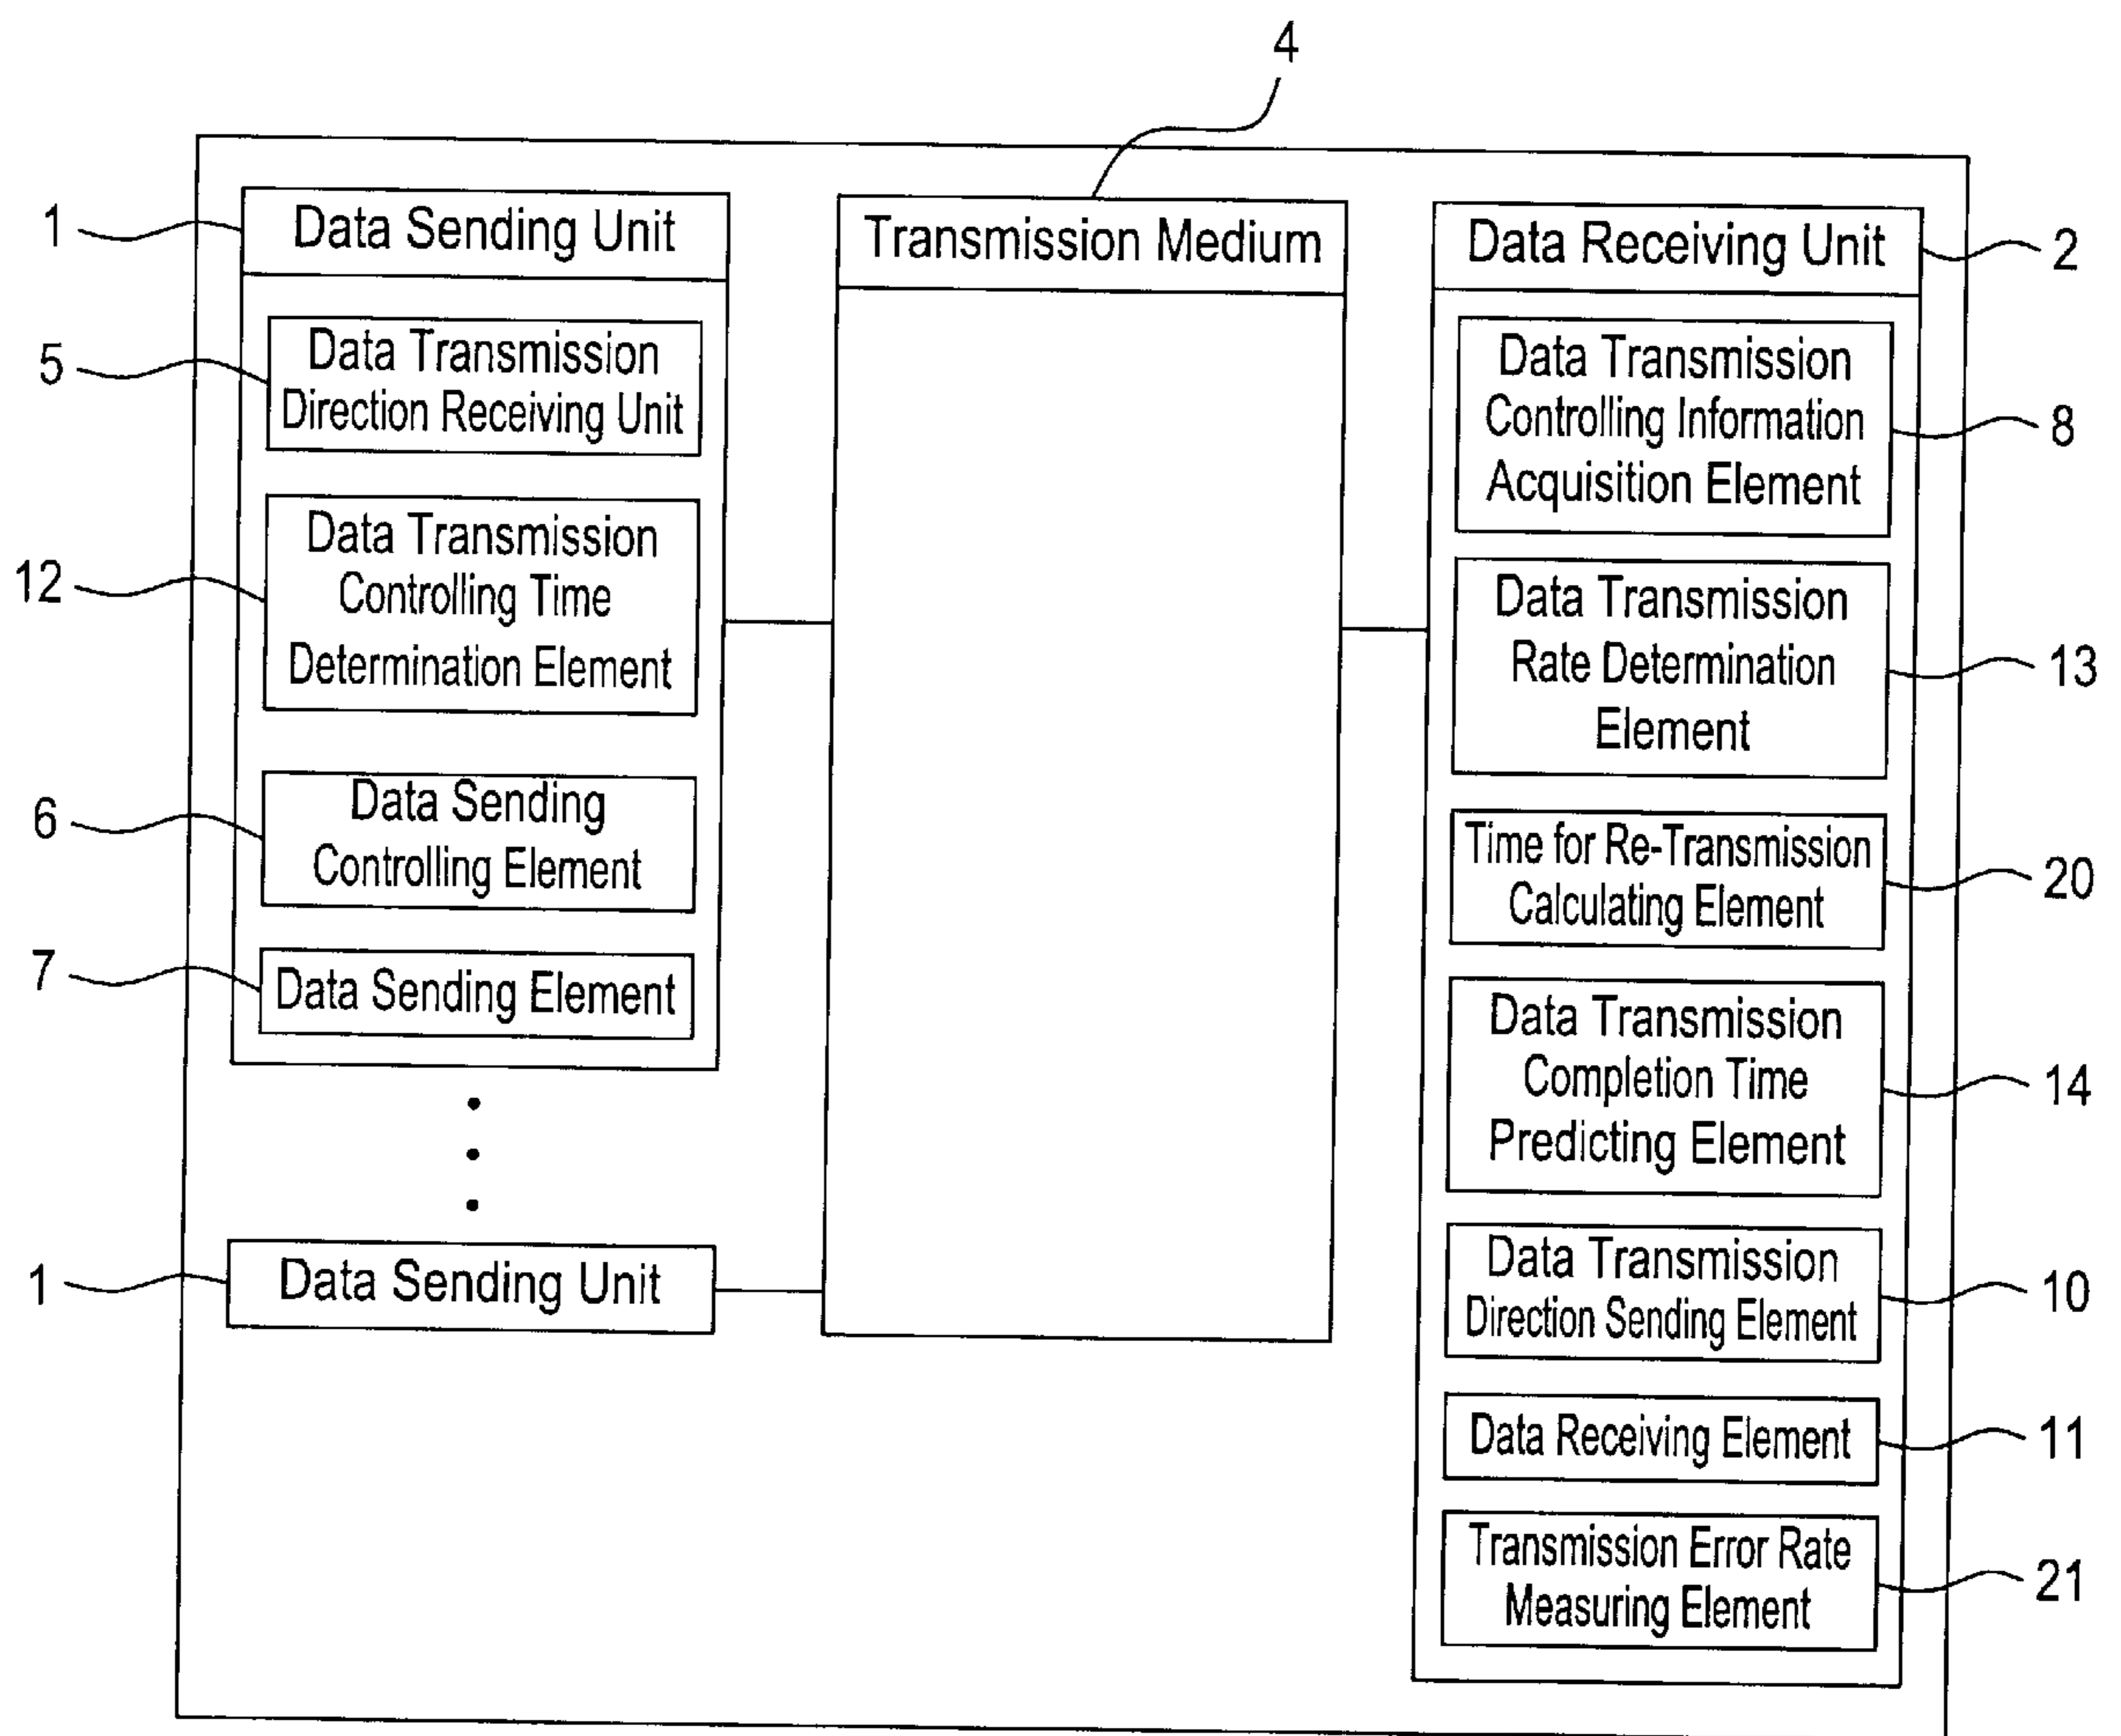 4
1
Data Sending Unit
5
Data Transmission
Direction Receiving Unit
12
Data Transmission
Controlling Time
Determination Element
6
Data Sending
Controlling Element
7
Data Sending Element
1
Data Sending Unit
Transmission Medium
Data Receiving Unit
2
Data Transmission
Controlling Information
Acquisition Element
8
Data Transmission
Rate Determination
Element
13
Time for Re-Transmission
Calculating Element
20
Data Transmission
Completion Time
Predicting Element
14
Data Transmission
Direction Sending Element
10
Data Receiving Element
11
Transmission Error Rate
Measuring Element
21